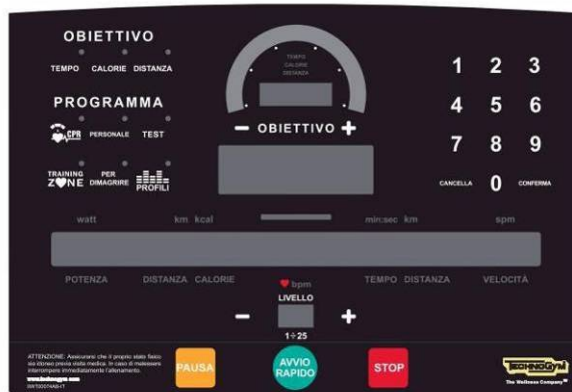 OBIETTIVO
TEMPO CALORIE DISTANZA
PROGRAMMA
CPR PERSONALE TEST
TRAINING ZONE PER DIMAGRIRE PROFILI
TEMPO
CALORIE
DISTANZA
− OBIETTIVO +
1 2 3
4 5 6
7 8 9
CANCELLA 0 CONFERMA
watt km kcal min:sec km spm
POTENZA DISTANZA CALORIE TEMPO DISTANZA VELOCITÀ
bpm
LIVELLO
− +
1÷25
ATTENZIONE: Assicurarsi che il proprio stato fisico
sia idoneo previa visita medica. In caso di malessere
interrompere immediatamente l'allenamento.
www.technogym.com
PAUSA
AVVIO
RAPIDO
STOP
TECHNOGYM
The Wellness Company